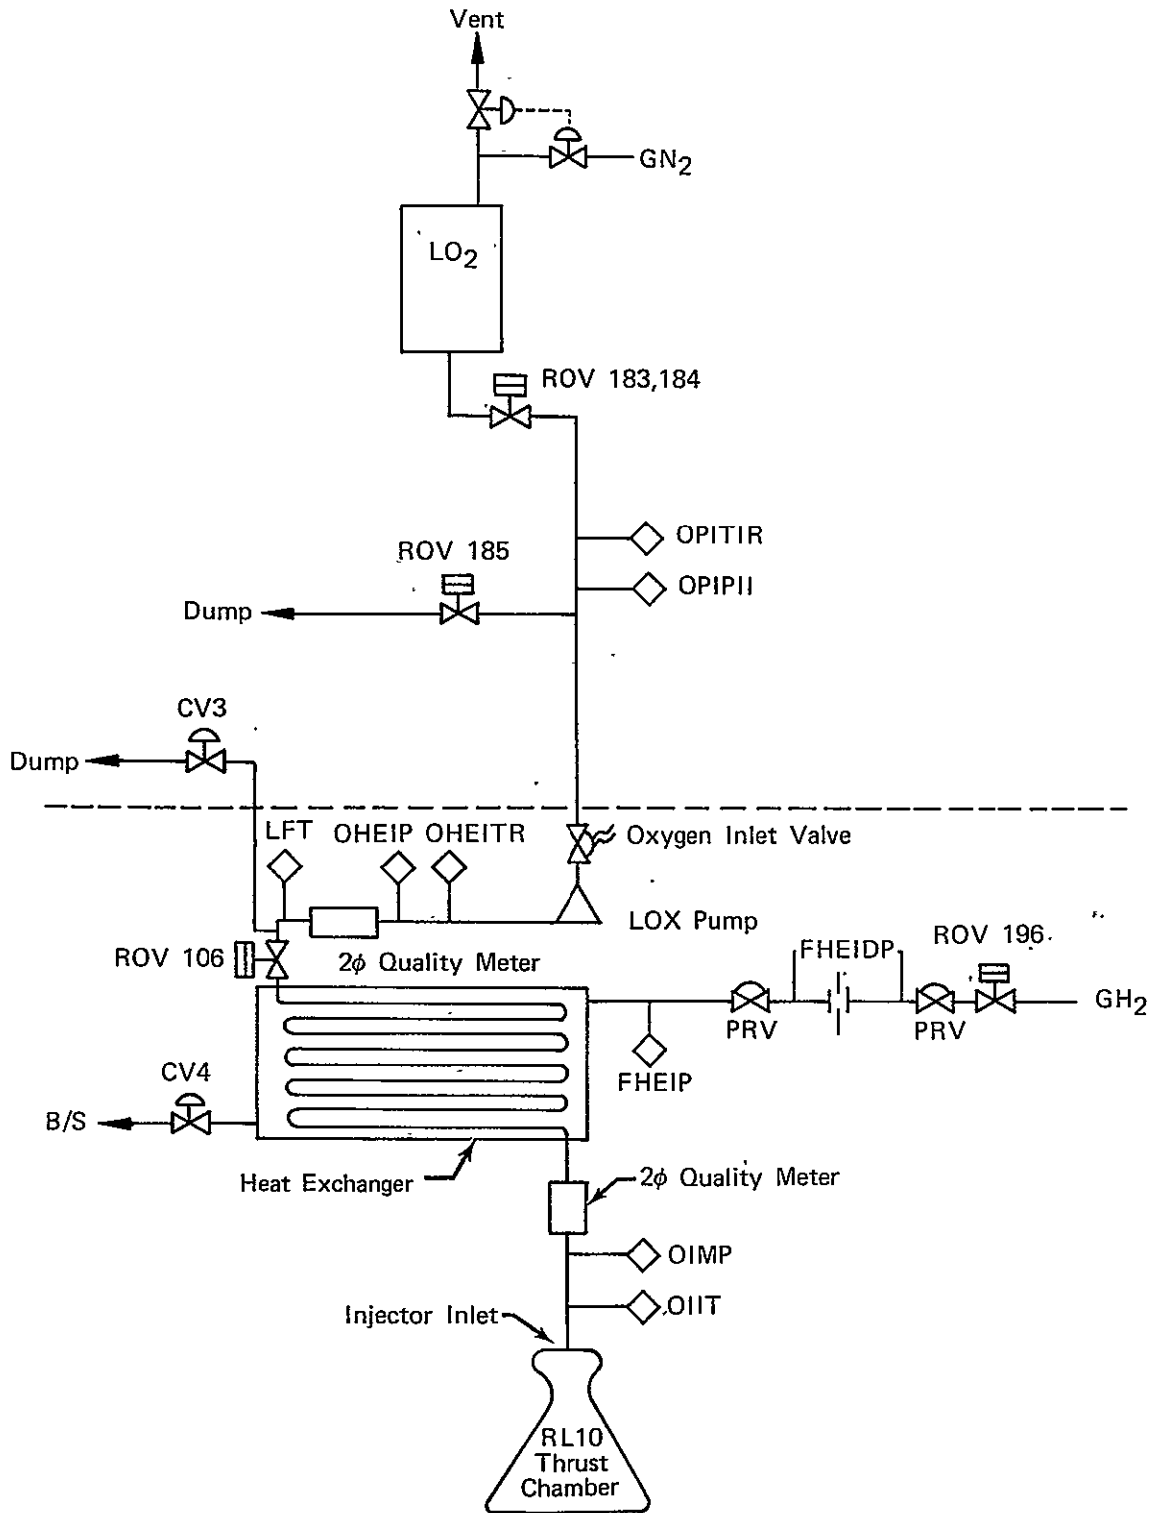 Vent
GN2
LO2
ROV 183,184
OPITIR
ROV 185
OPIPII
Dump
CV3
Dump
LFT
OHEIP
OHEITR
Oxygen Inlet Valve
LOX Pump
ROV 106
2ϕ Quality Meter
FHEIDP
ROV 196
PRV
PRV
GH2
FHEIP
CV4
B/S
Heat Exchanger
2ϕ Quality Meter
OIMP
OIIT
Injector Inlet
RL10
Thrust
Chamber